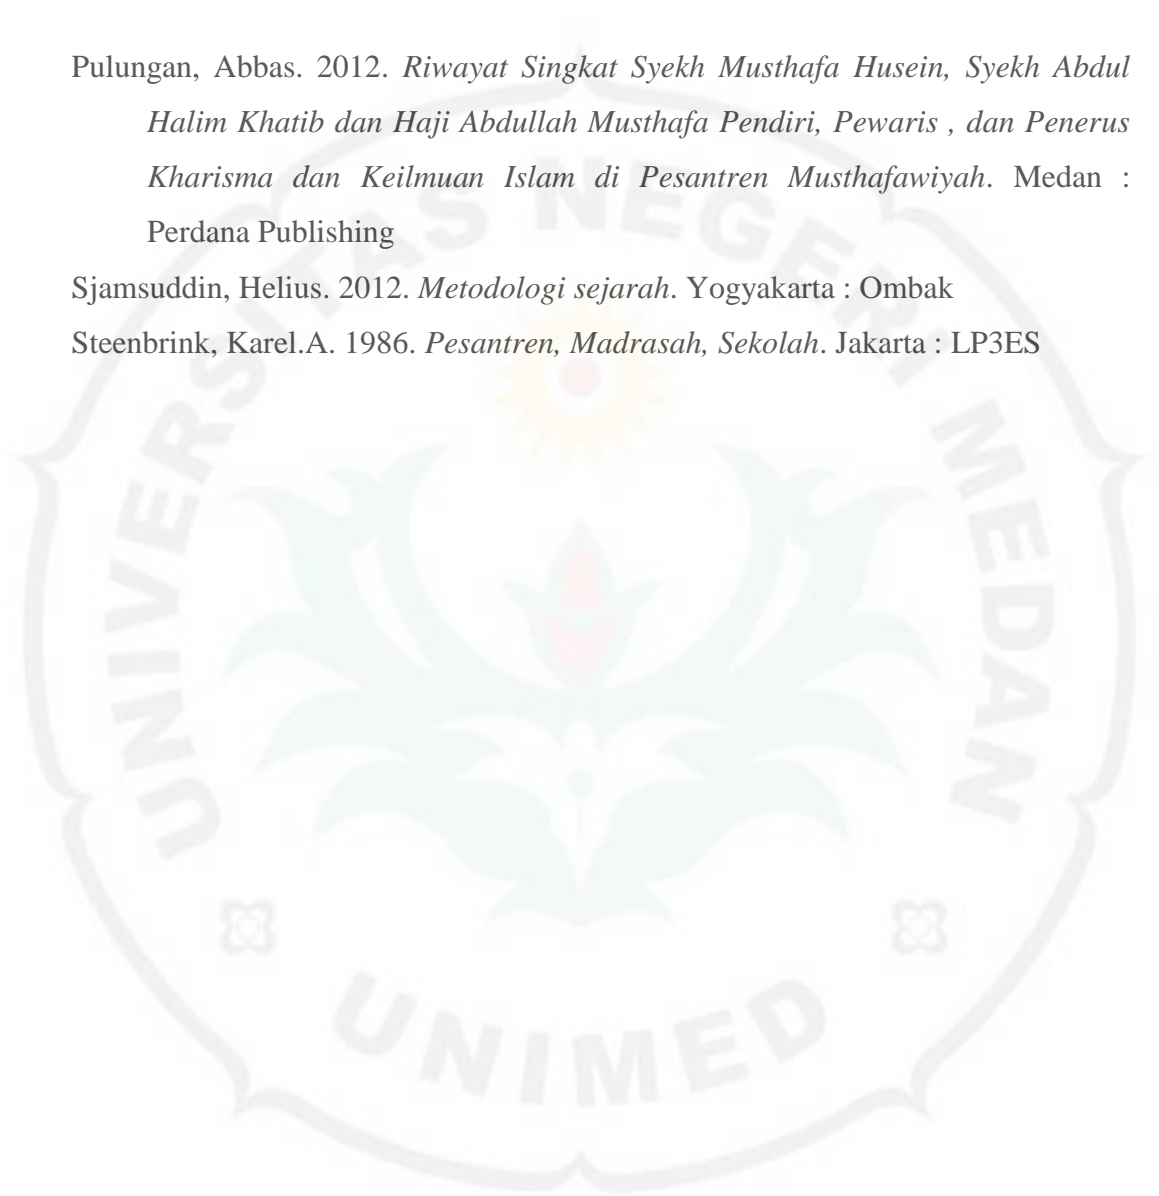 Pulungan, Abbas. 2012. Riwayat Singkat Syekh Musthafa Husein, Syekh Abdul
Halim Khatib dan Haji Abdullah Musthafa Pendiri, Pewaris , dan Penerus
Kharisma dan Keilmuan Islam di Pesantren Musthafawiyah. Medan :
Perdana Publishing
Sjamsuddin, Helius. 2012. Metodologi sejarah. Yogyakarta : Ombak
Steenbrink, Karel.A. 1986. Pesantren, Madrasah, Sekolah. Jakarta : LP3ES
UNIVERSITAS NEGERI MEDAN
UNIMED